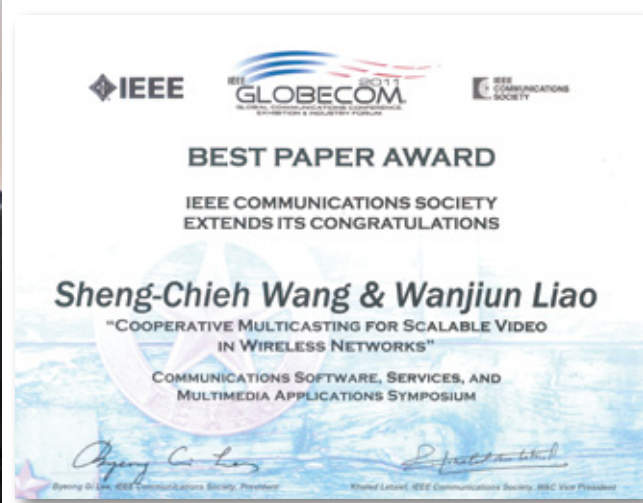 IEEE
IEEE 2011
GLOBECOM
GLOBAL COMMUNICATIONS CONFERENCE
EXHIBITION & INDUSTRY FORUM
IEEE
COMMUNICATIONS
SOCIETY
BEST PAPER AWARD
IEEE COMMUNICATIONS SOCIETY
EXTENDS ITS CONGRATULATIONS
Sheng-Chieh Wang & Wanjiun Liao
"COOPERATIVE MULTICASTING FOR SCALABLE VIDEO
IN WIRELESS NETWORKS"
COMMUNICATIONS SOFTWARE, SERVICES, AND
MULTIMEDIA APPLICATIONS SYMPOSIUM
Byeong Gi Lee, IEEE Communications Society, President
Khaled Letaief, IEEE Communications Society, Vice President